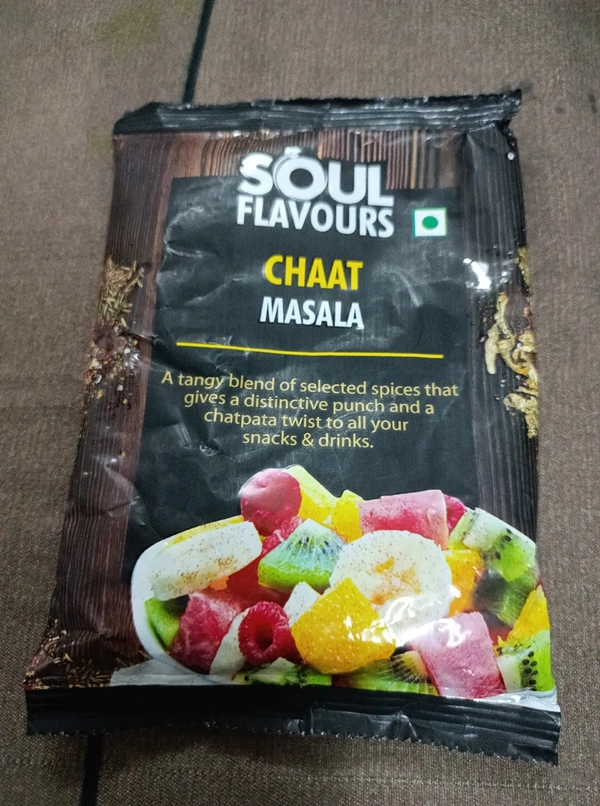 SOUL
FLAVOURS
CHAAT
MASALA
A tangy blend of selected spices that
gives a distinctive punch and a
chatpata twist to all your
snacks & drinks.